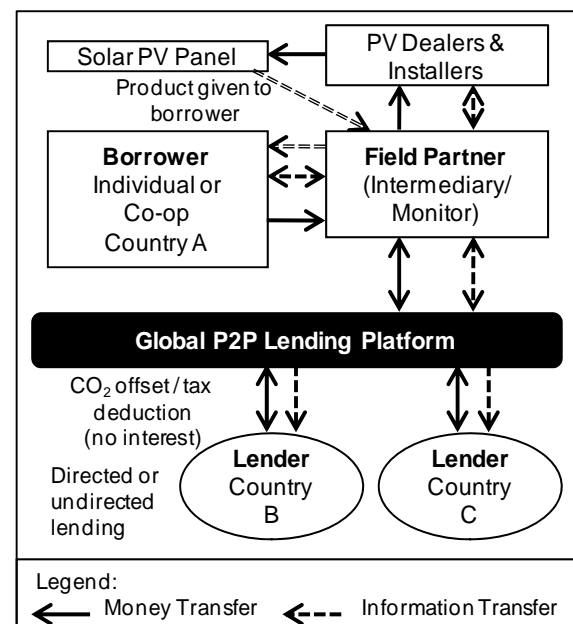 Solar PV Panel
PV Dealers &
Installers
Product given to
borrower
Borrower
Individual or
Co-op
Country A
Field Partner
(Intermediary/
Monitor)
Global P2P Lending Platform
CO₂ offset / tax
deduction
(no interest)
Directed or
undirected
lending
Lender
Country
B
Lender
Country
C
Legend:
Money Transfer
Information Transfer